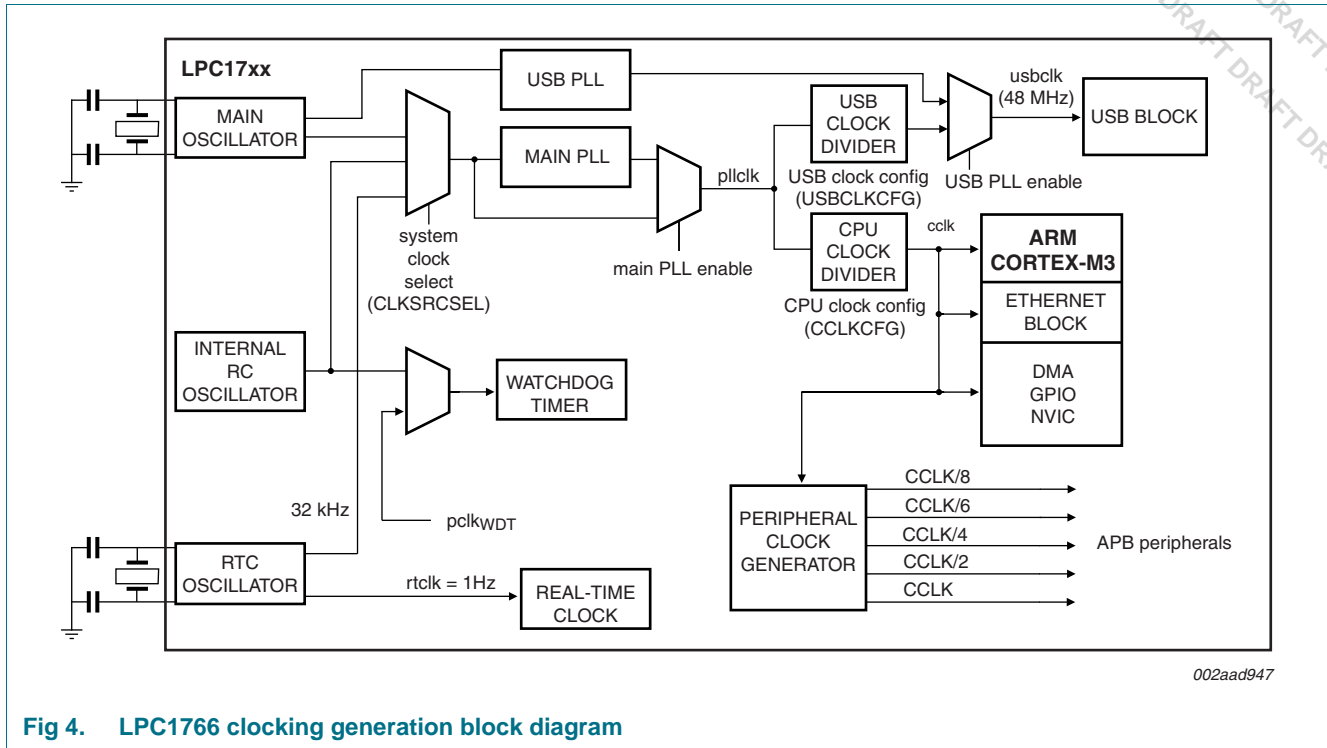 DRAFT DRAFT DRAFT DR
LPC17xx
MAIN
OSCILLATOR
USB PLL
MAIN PLL
USB
CLOCK
DIVIDER
usbclk
(48 MHz)
USB BLOCK
USB clock config
(USBCLKCFG)
USB PLL enable
pllclk
system
clock
select
(CLKSRCSEL)
main PLL enable
CPU
CLOCK
DIVIDER
cclk
CPU clock config
(CCLKCFG)
ARM
CORTEX-M3
ETHERNET
BLOCK
DMA
GPIO
NVIC
INTERNAL
RC
OSCILLATOR
WATCHDOG
TIMER
32 kHz
pclkWDT
RTC
OSCILLATOR
rtclk = 1Hz
REAL-TIME
CLOCK
PERIPHERAL
CLOCK
GENERATOR
CCLK/8
CCLK/6
CCLK/4
CCLK/2
CCLK
APB peripherals
002aad947
Fig 4. LPC1766 clocking generation block diagram